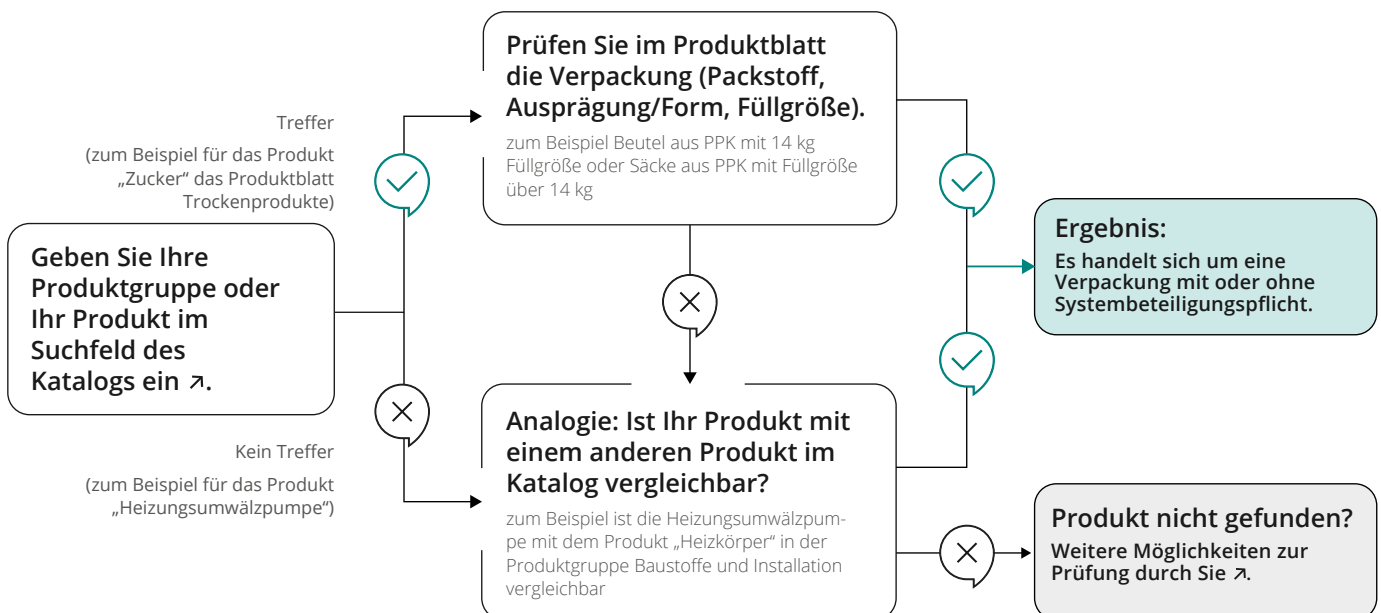 Prüfen Sie im Produktblatt
die Verpackung (Packstoff,
Ausprägung/Form, Füllgröße).
zum Beispiel Beutel aus PPK mit 14 kg
Füllgröße oder Säcke aus PPK mit Füllgröße
über 14 kg
Treffer
(zum Beispiel für das Produkt
„Zucker“ das Produktblatt
Trockenprodukte)
Geben Sie Ihre
Produktgruppe oder
Ihr Produkt im
Suchfeld des
Katalogs ein ↗.
Ergebnis:
Es handelt sich um eine
Verpackung mit oder ohne
Systembeteiligungspflicht.
Kein Treffer
(zum Beispiel für das Produkt
„Heizungsumwälzpumpe“)
Analogie: Ist Ihr Produkt mit
einem anderen Produkt im
Katalog vergleichbar?
zum Beispiel ist die Heizungsumwälzpum-
pe mit dem Produkt „Heizkörper“ in der
Produktgruppe Baustoffe und Installation
vergleichbar
Produkt nicht gefunden?
Weitere Möglichkeiten zur
Prüfung durch Sie ↗.